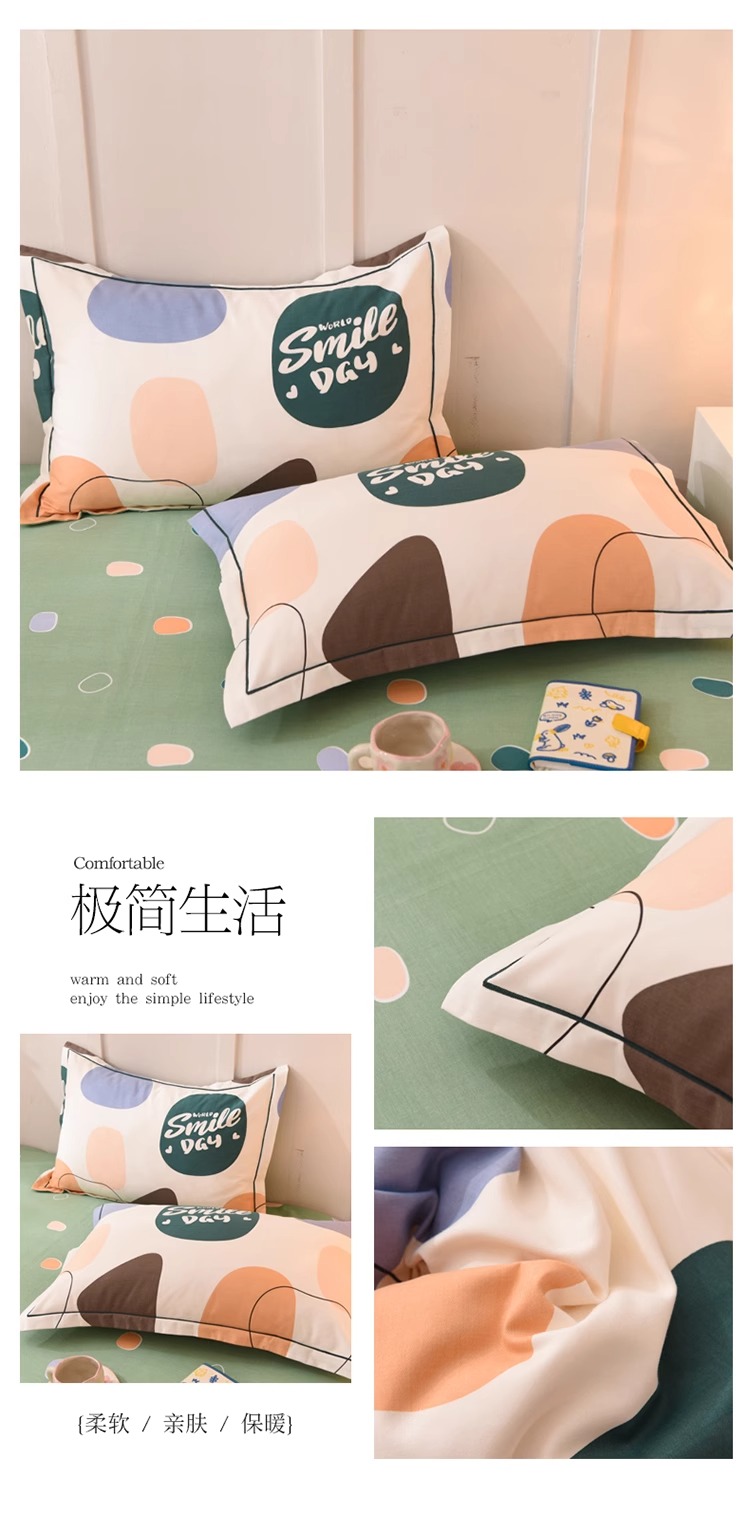 WORLD
Smile
DAY
Smile
DAY
Comfortable
极简生活
warm and soft
enjoy the simple lifestyle
WORLD
Smile
DAY
Smile
DAY
{柔软 / 亲肤 / 保暖}